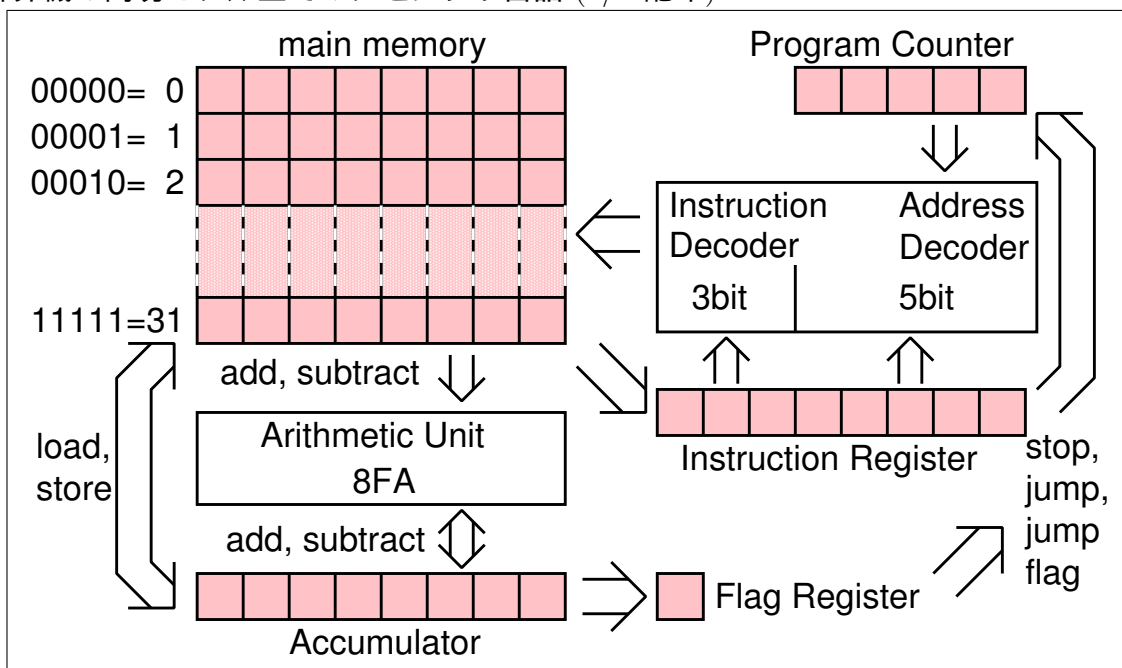 main memory
Program Counter
00000= 0
00001= 1
00010= 2
11111=31
Instruction Decoder
3bit
Address Decoder
5bit
add, subtract
load,
store
Arithmetic Unit
8FA
Instruction Register
stop,
jump,
jump
flag
add, subtract
Flag Register
Accumulator